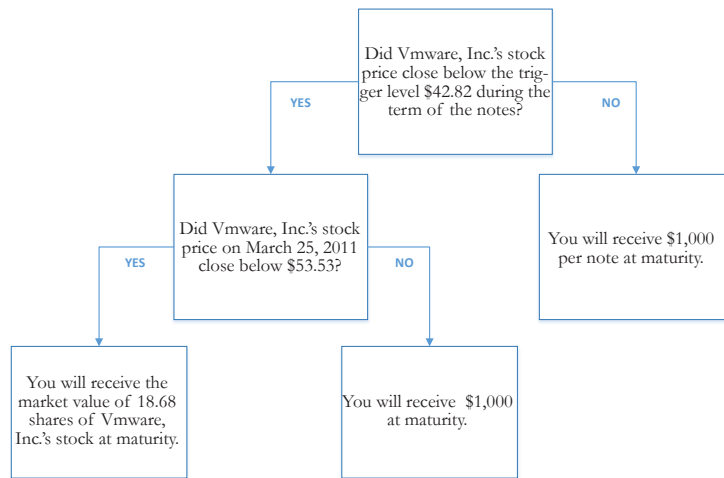 Did Vmware, Inc.'s stock
price close below the trig-
ger level $42.82 during the
term of the notes?
YES
NO
Did Vmware, Inc.'s stock
price on March 25, 2011
close below $53.53?
You will receive $1,000
per note at maturity.
YES
NO
You will receive the
market value of 18.68
shares of Vmware,
Inc.'s stock at maturity.
You will receive $1,000
at maturity.